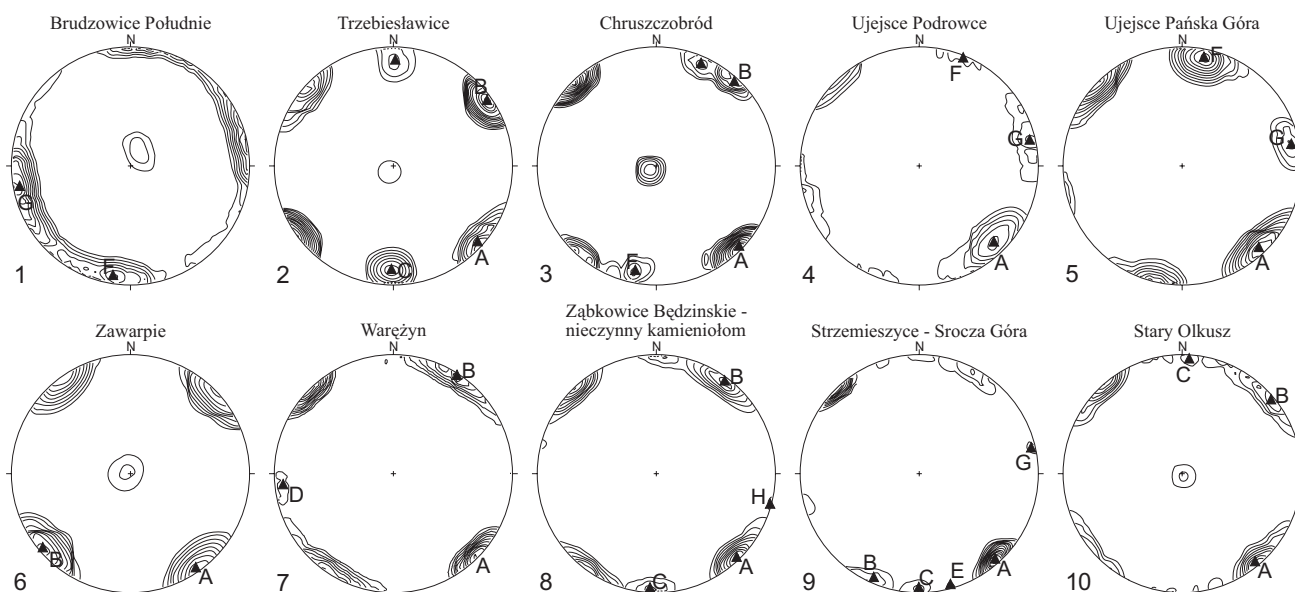 Brudzowice Południe
N
G
F
1
Trzebiesławice
N
B
C
A
2
Chruszczobród
N
B
F
A
3
Ujejsce Podrowce
N
F
G
A
4
Ujejsce Pańska Góra
N
F
G
A
5
Zawarpie
N
B
A
6
Warężyn
N
B
D
A
7
Ząbkowice Będzinskie -
nieczynny kamieniołom
N
B
H
A
C
8
Strzemieszyce - Srocza Góra
N
G
B
C
E
A
9
Stary Olkusz
N
C
B
A
10